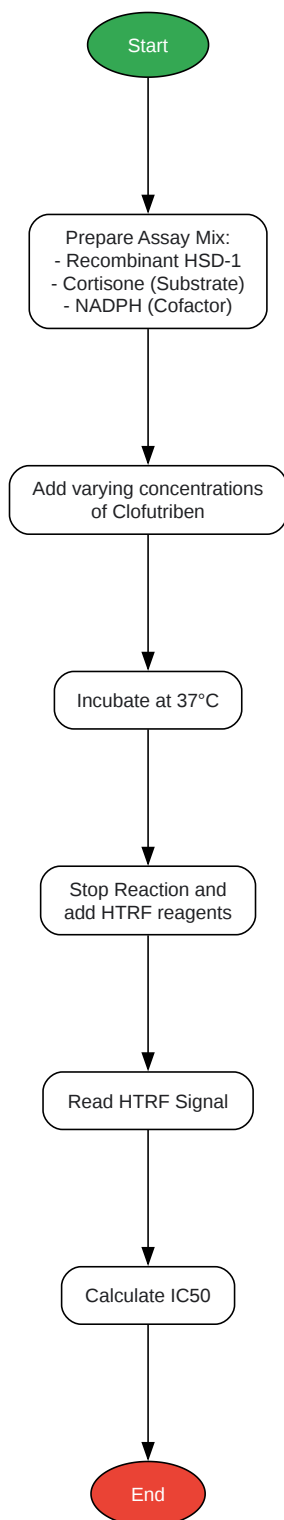 Start
Prepare Assay Mix:
- Recombinant HSD-1
- Cortisone (Substrate)
- NADPH (Cofactor)
Add varying concentrations
of Clofutriben
Incubate at 37°C
Stop Reaction and
add HTRF reagents
Read HTRF Signal
Calculate IC50
End